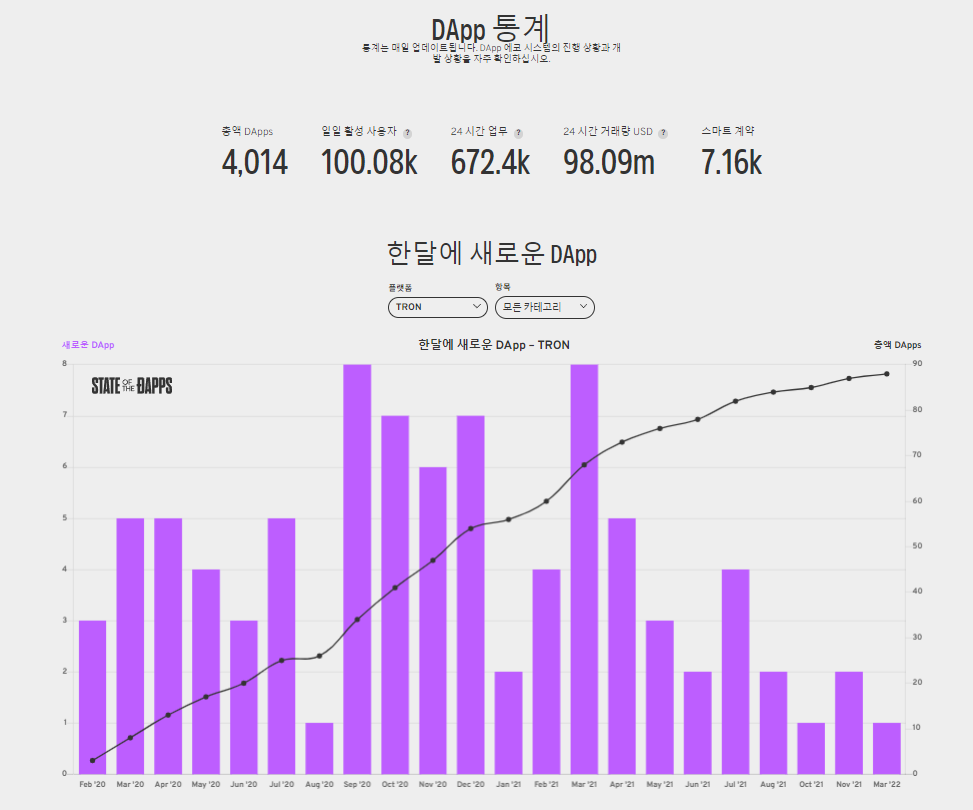 DApp 통계
통계는 매일 업데이트됩니다. DApp 에코 시스템의 진행 상황과 개
발 상황을 자주 확인하십시오.
총액 DApps 일일 활성 사용자 ? 24 시간 업무 ? 24 시간 거래량 USD ? 스마트 계약
4,014 100.08k 672.4k 98.09m 7.16k
한달에 새로운 DApp
플랫폼 항목
TRON 모든 카테고리
새로운 DApp 한달에 새로운 DApp - TRON 총액 DApps
8 90
STATE OF THE DAPPS
7 80
70
6 60
5 50
4 40
3 30
2 20
1 10
0 0
Feb '20 Mar '20 Apr '20 May '20 Jun '20 Jul '20 Aug '20 Sep '20 Oct '20 Nov '20 Dec '20 Jan '21 Feb '21 Mar '21 Apr '21 May '21 Jun '21 Jul '21 Aug '21 Oct '21 Nov '21 Mar '22